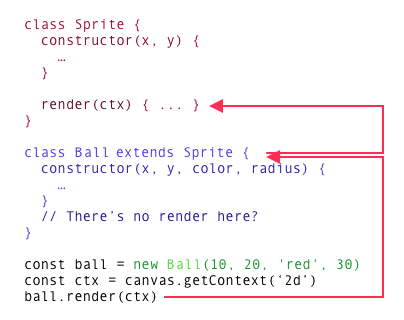 class Sprite {
constructor(x, y) {
…
}
render(ctx) { ... }
}
class Ball extends Sprite {
constructor(x, y, color, radius) {
…
}
// There's no render here?
}
const ball = new Ball(10, 20, 'red', 30)
const ctx = canvas.getContext(‘2d’)
ball.render(ctx)